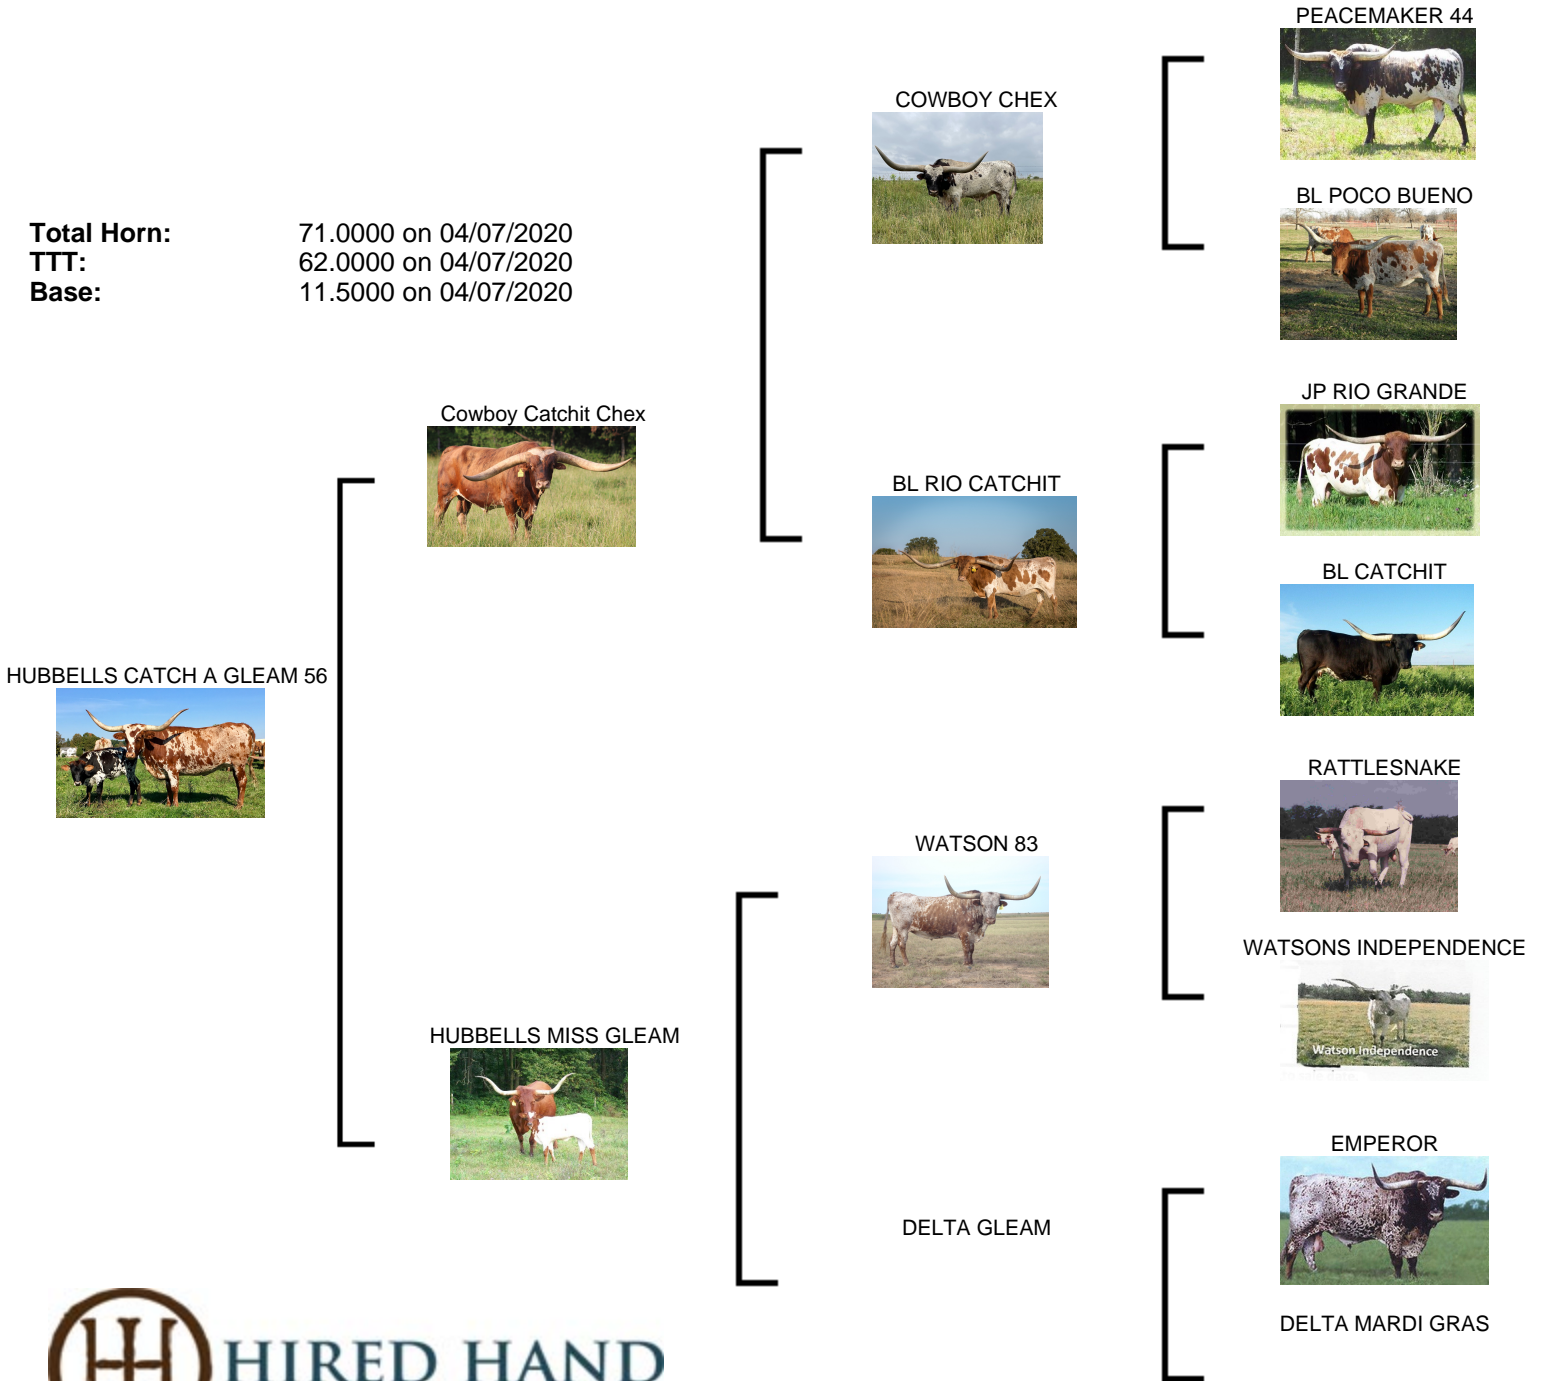 PEACEMAKER 44
COWBOY CHEX
BL POCO BUENO
Total Horn: 71.0000 on 04/07/2020
TTT: 62.0000 on 04/07/2020
Base: 11.5000 on 04/07/2020
JP RIO GRANDE
Cowboy Catchit Chex
BL RIO CATCHIT
BL CATCHIT
HUBBELLS CATCH A GLEAM 56
RATTLESNAKE
WATSON 83
WATSONS INDEPENDENCE
Watson Independence
HUBBELLS MISS GLEAM
EMPEROR
DELTA GLEAM
DELTA MARDI GRAS
HIRED HAND